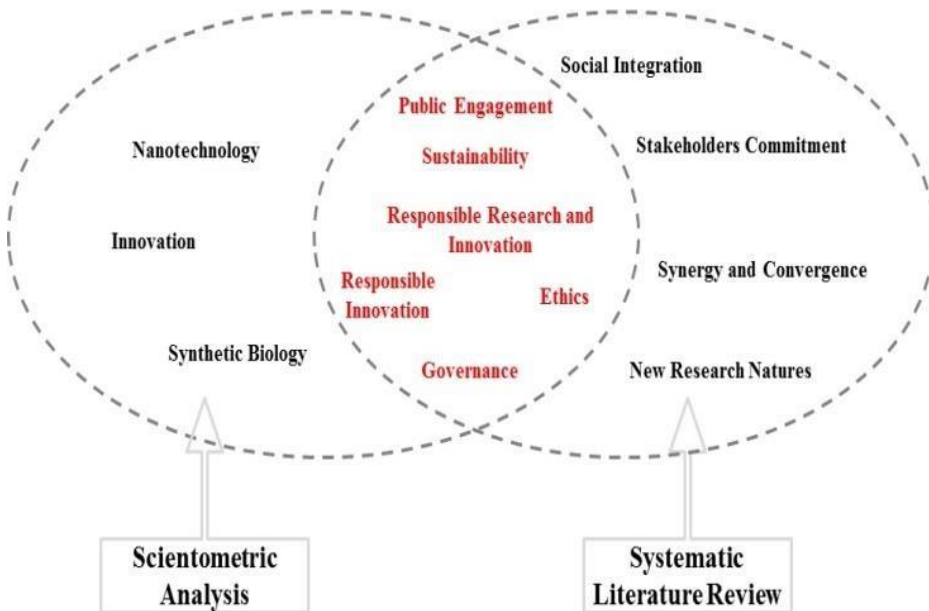 Social Integration
Public Engagement
Nanotechnology
Stakeholders Commitment
Sustainability
Responsible Research and
Innovation
Innovation
Synergy and Convergence
Responsible
Innovation
Ethics
Synthetic Biology
Governance
New Research Natures
Scientometric
Analysis
Systematic
Literature Review